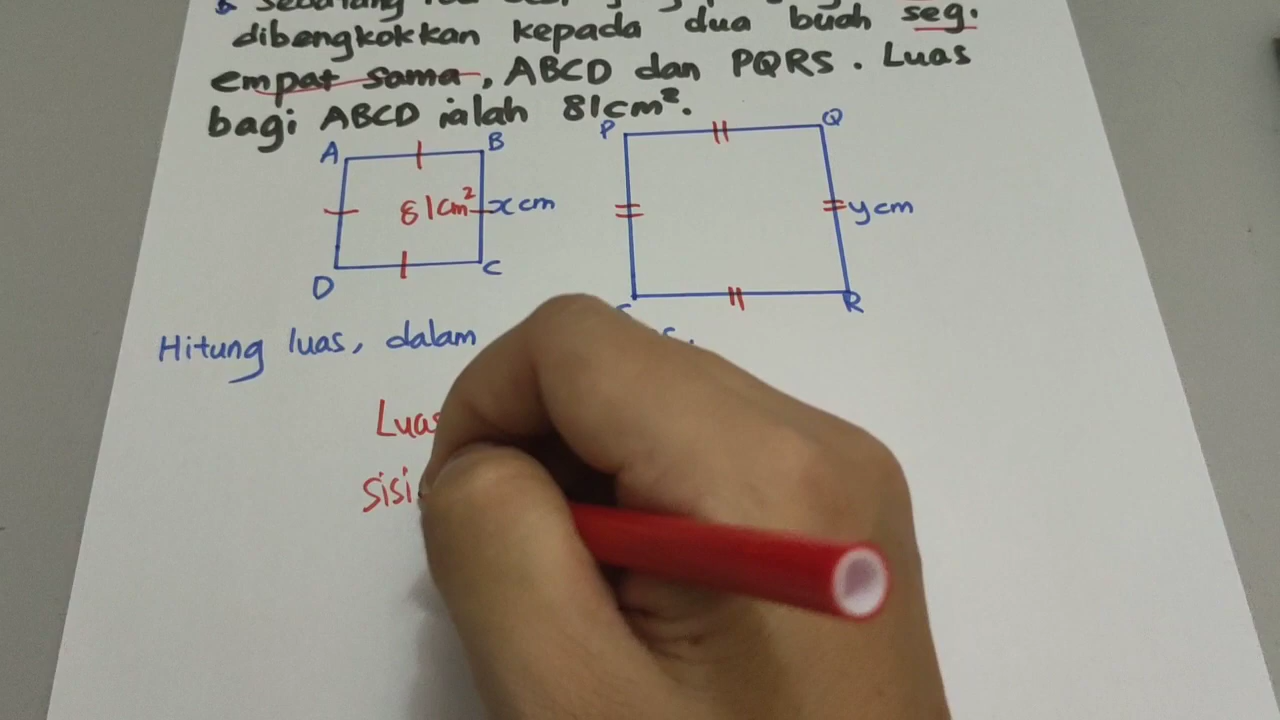 dibengkokkan kepada dua buah seg.
empat sama, ABCD dan PQRS. Luas
bagi ABCD ialah 81cm².
A B P Q
81cm² x cm y cm
D C R
Hitung luas, dalam
Luas
sisi